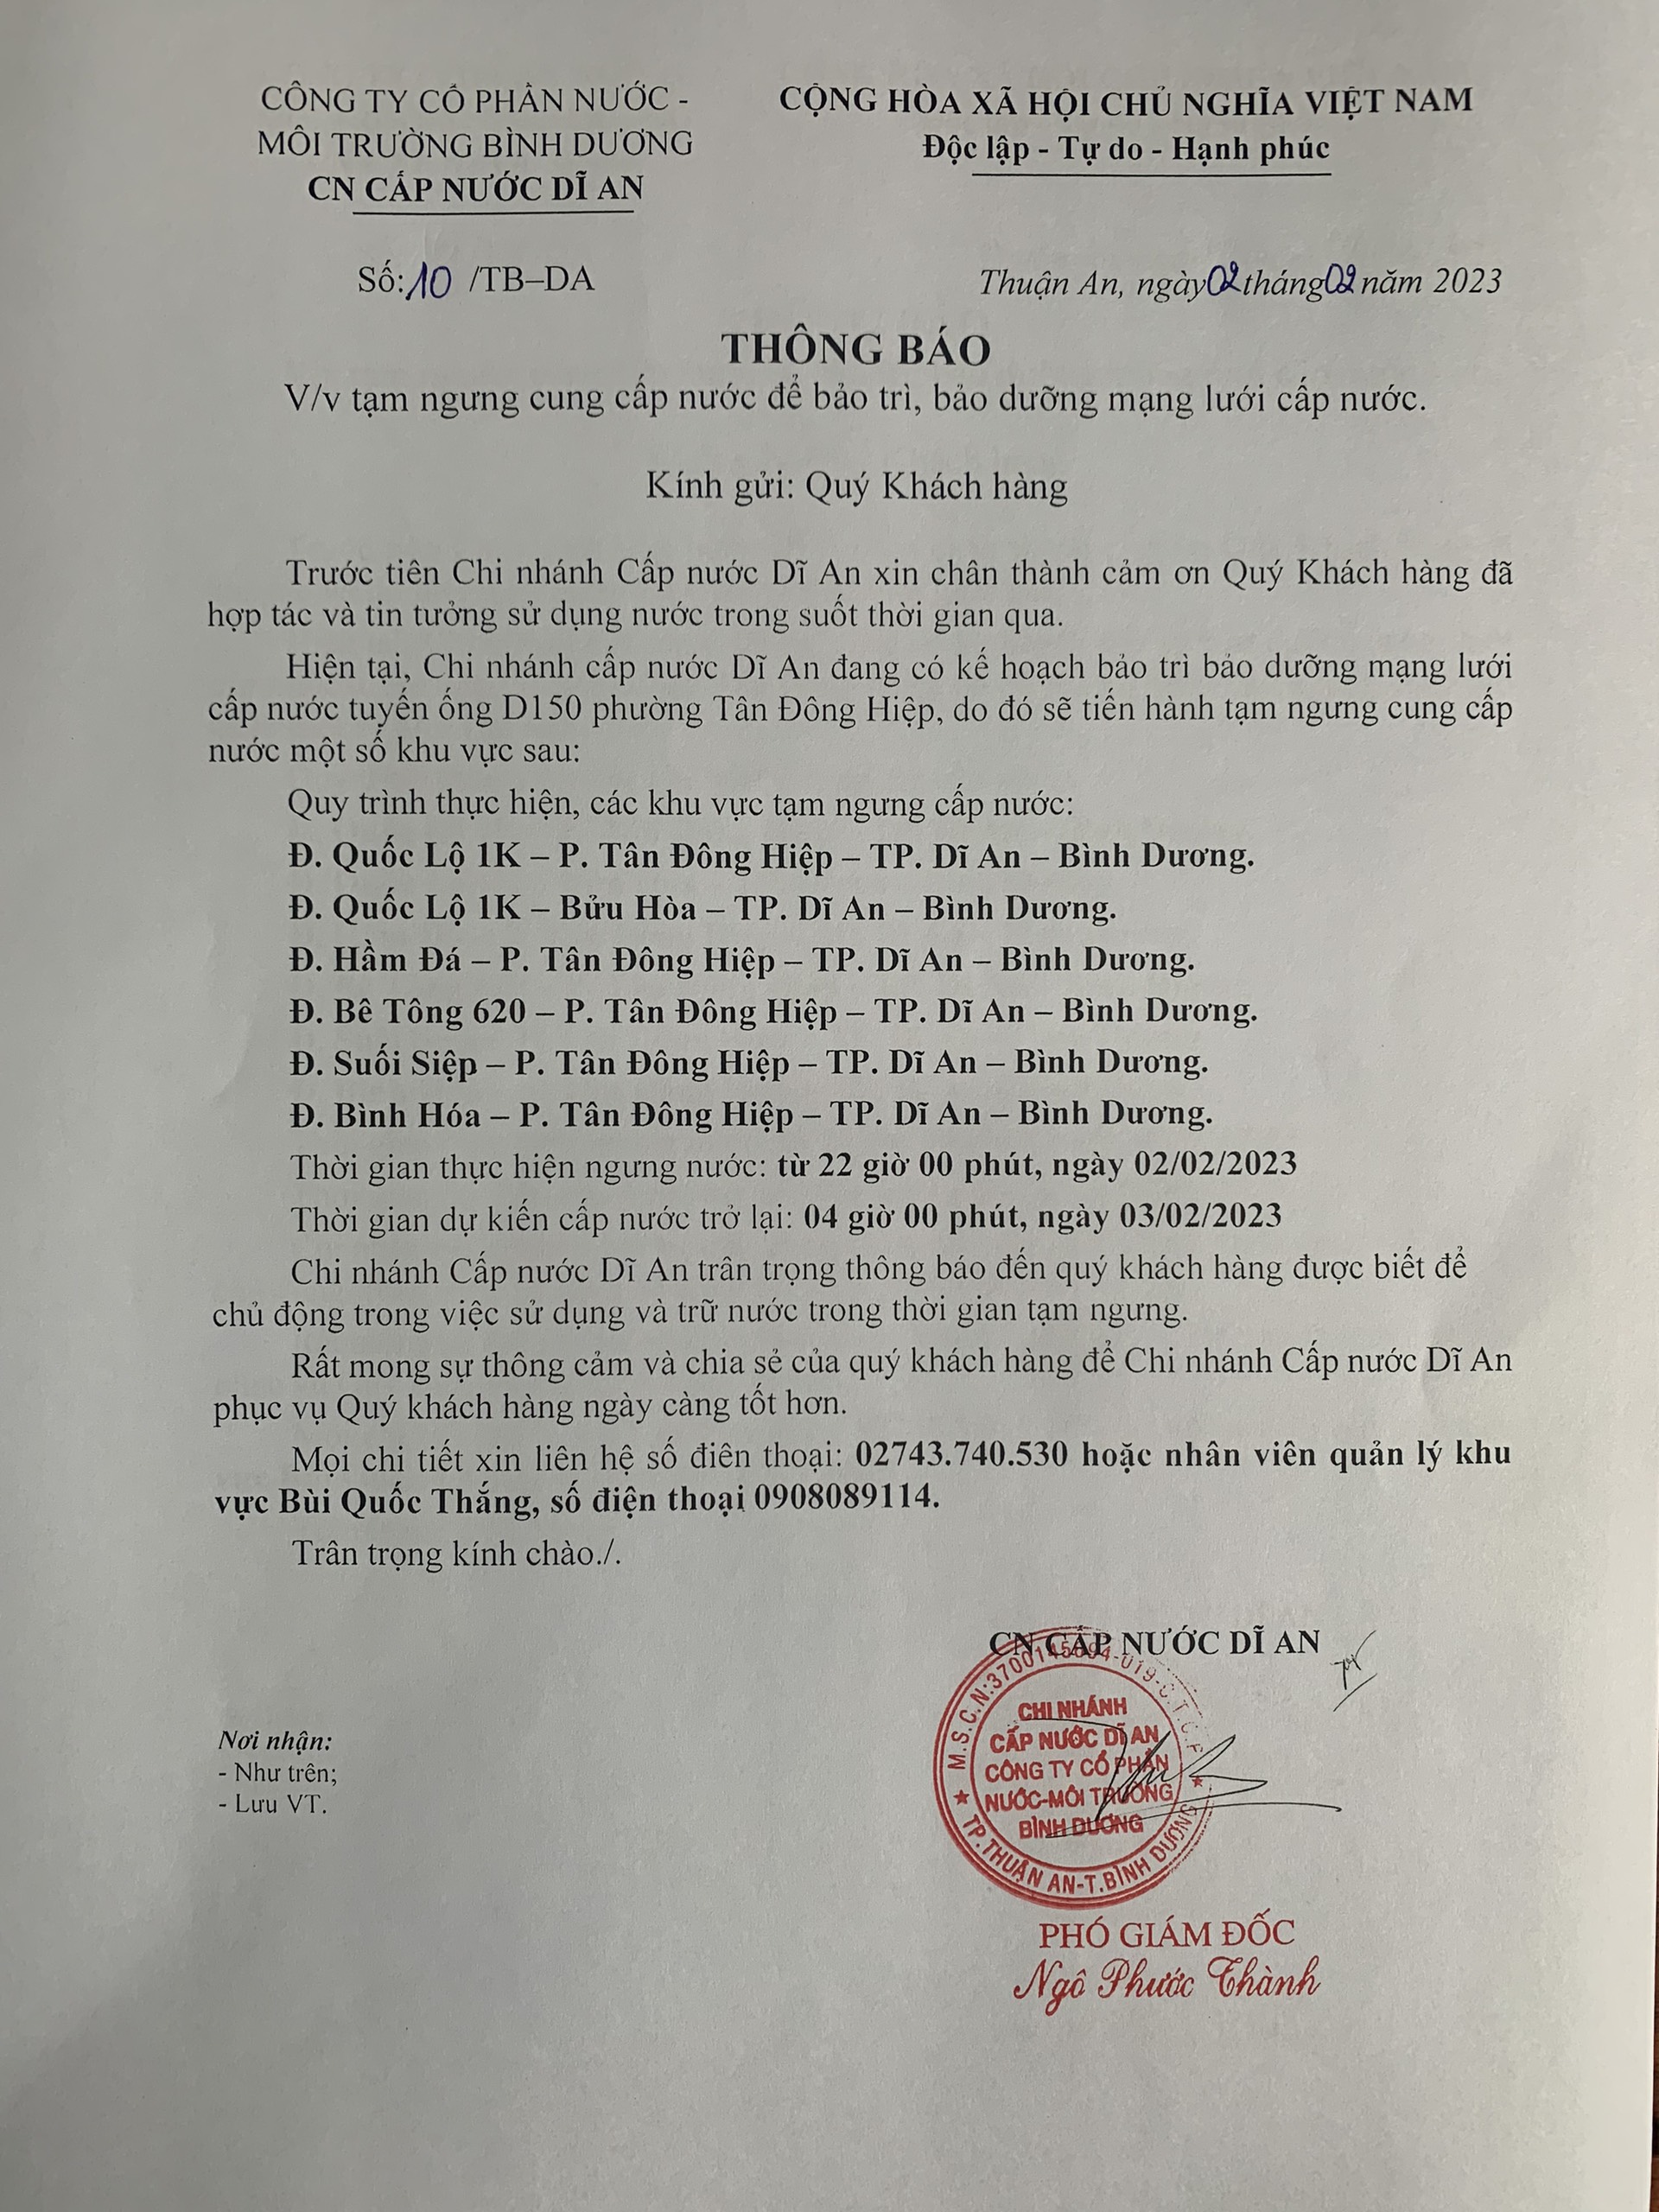 CÔNG TY CỔ PHẦN NƯỚC -
MÔI TRƯỜNG BÌNH DƯƠNG
CN CẤP NƯỚC DĨ AN
CỘNG HÒA XÃ HỘI CHỦ NGHĨA VIỆT NAM
Độc lập - Tự do - Hạnh phúc
Số: 10 /TB–DA
Thuận An, ngày 02 tháng 02 năm 2023
THÔNG BÁO
V/v tạm ngưng cung cấp nước để bảo trì, bảo dưỡng mạng lưới cấp nước.
Kính gửi: Quý Khách hàng
Trước tiên Chi nhánh Cấp nước Dĩ An xin chân thành cảm ơn Quý Khách hàng đã
hợp tác và tin tưởng sử dụng nước trong suốt thời gian qua.
Hiện tại, Chi nhánh cấp nước Dĩ An đang có kế hoạch bảo trì bảo dưỡng mạng lưới
cấp nước tuyến ống D150 phường Tân Đông Hiệp, do đó sẽ tiến hành tạm ngưng cung cấp
nước một số khu vực sau:
Quy trình thực hiện, các khu vực tạm ngưng cấp nước:
Đ. Quốc Lộ 1K – P. Tân Đông Hiệp – TP. Dĩ An – Bình Dương.
Đ. Quốc Lộ 1K – Bửu Hòa – TP. Dĩ An – Bình Dương.
Đ. Hầm Đá – P. Tân Đông Hiệp – TP. Dĩ An – Bình Dương.
Đ. Bê Tông 620 – P. Tân Đông Hiệp – TP. Dĩ An – Bình Dương.
Đ. Suối Siệp – P. Tân Đông Hiệp – TP. Dĩ An – Bình Dương.
Đ. Bình Hóa – P. Tân Đông Hiệp – TP. Dĩ An – Bình Dương.
Thời gian thực hiện ngưng nước: từ 22 giờ 00 phút, ngày 02/02/2023
Thời gian dự kiến cấp nước trở lại: 04 giờ 00 phút, ngày 03/02/2023
Chi nhánh Cấp nước Dĩ An trân trọng thông báo đến quý khách hàng được biết để
chủ động trong việc sử dụng và trữ nước trong thời gian tạm ngưng.
Rất mong sự thông cảm và chia sẻ của quý khách hàng để Chi nhánh Cấp nước Dĩ An
phục vụ Quý khách hàng ngày càng tốt hơn.
Mọi chi tiết xin liên hệ số điên thoại: 02743.740.530 hoặc nhân viên quản lý khu
vực Bùi Quốc Thắng, số điện thoại 0908089114.
Trân trọng kính chào./.
CN CẤP NƯỚC DĨ AN
M.S.C.N:3700145694-019-C.T.C.P
CHI NHÁNH
CẤP NƯỚC DĨ AN
CÔNG TY CỔ PHẦN
NƯỚC-MÔI TRƯỜNG
BÌNH DƯƠNG
TP.THUẬN AN-T.BÌNH DƯƠNG
Nơi nhận:
- Như trên;
- Lưu VT.
PHÓ GIÁM ĐỐC
Ngô Phước Thành